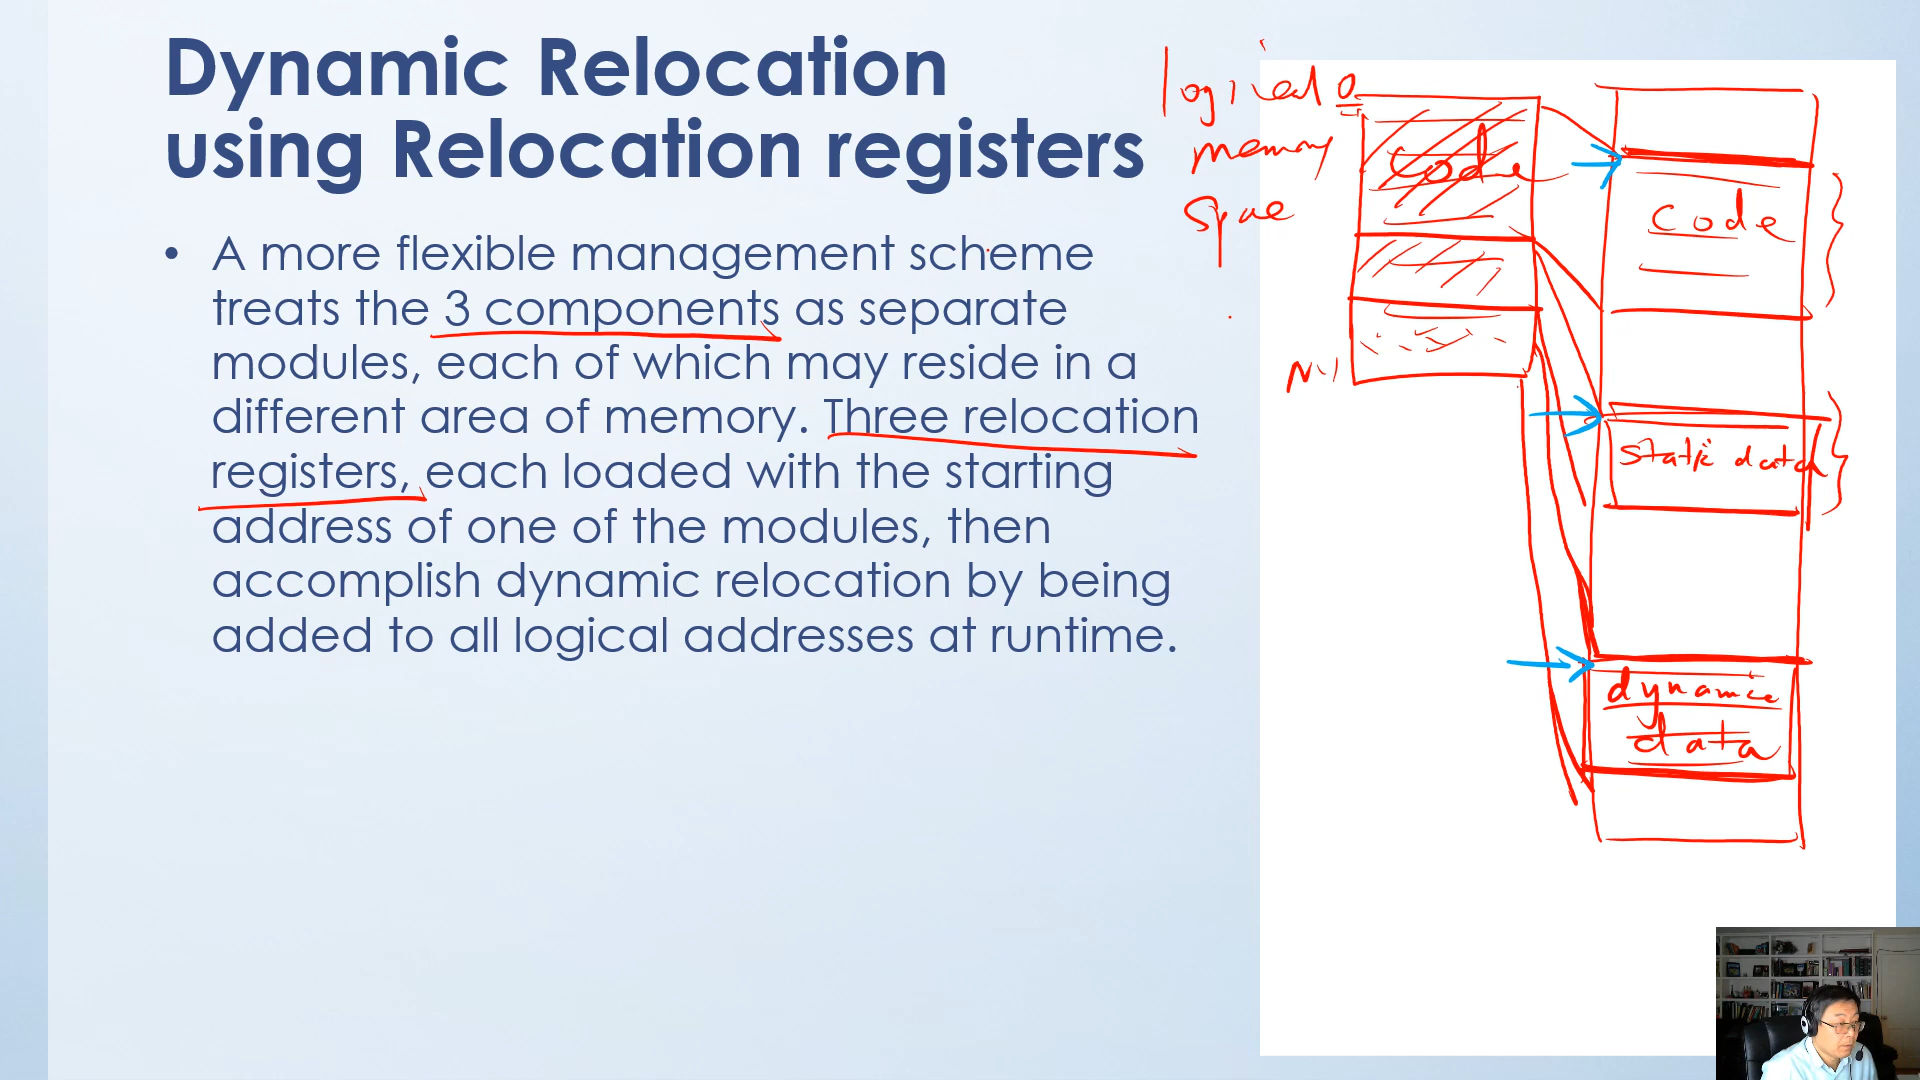 Dynamic Relocation
using Relocation registers
• A more flexible management scheme
treats the 3 components as separate
modules, each of which may reside in a
different area of memory. Three relocation
registers, each loaded with the starting
address of one of the modules, then
accomplish dynamic relocation by being
added to all logical addresses at runtime.
logical 0
memory
space
code
code
static data
dynamic
data